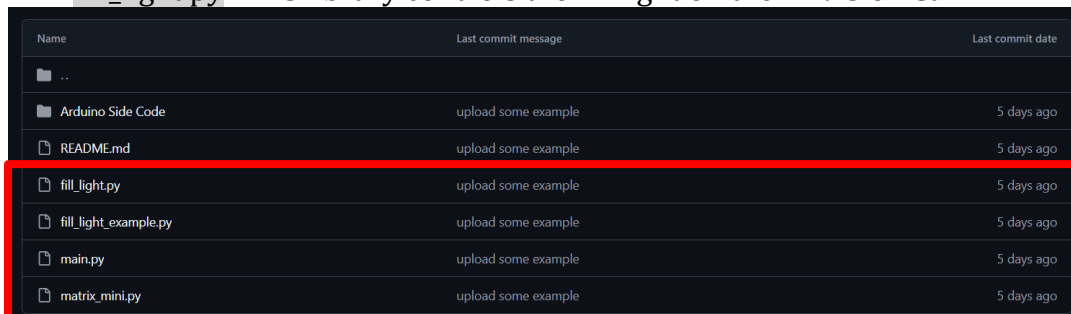 Name Last commit message Last commit date
..
Arduino Side Code upload some example 5 days ago
README.md upload some example 5 days ago
fill_light.py upload some example 5 days ago
fill_light_example.py upload some example 5 days ago
main.py upload some example 5 days ago
matrix_mini.py upload some example 5 days ago